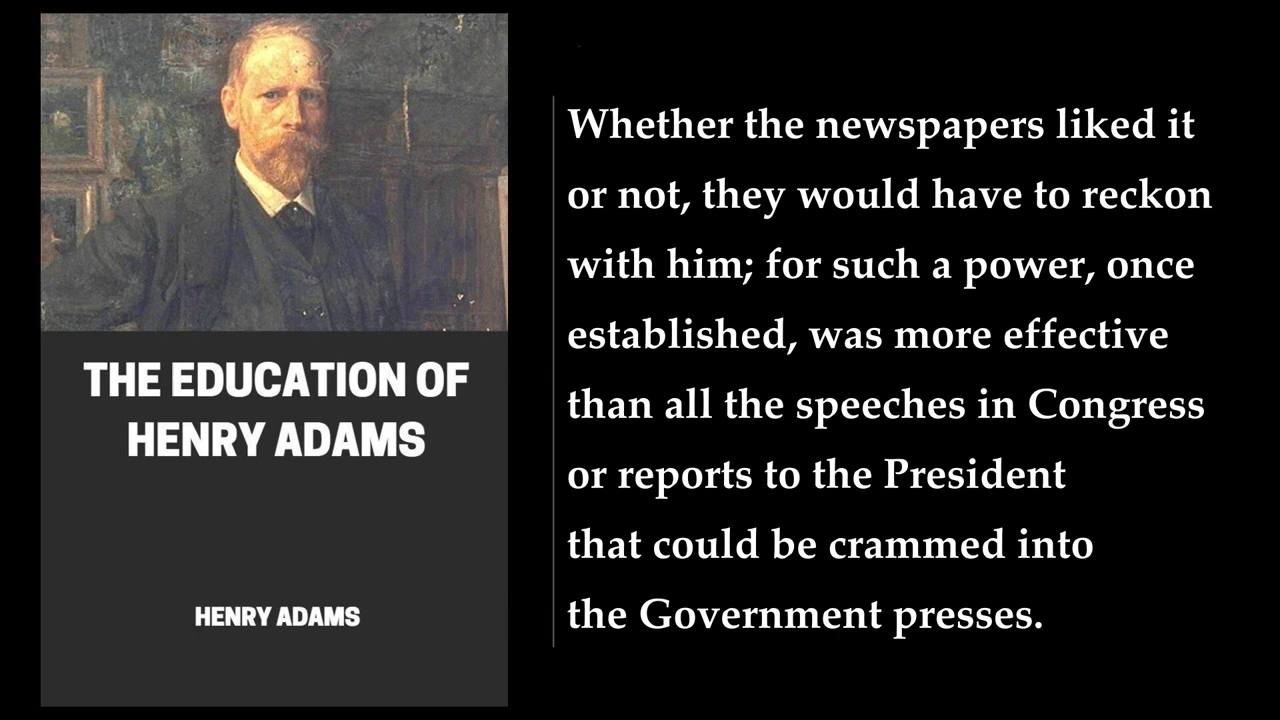 THE EDUCATION OF
HENRY ADAMS
HENRY ADAMS
Whether the newspapers liked it
or not, they would have to reckon
with him; for such a power, once
established, was more effective
than all the speeches in Congress
or reports to the President
that could be crammed into
the Government presses.